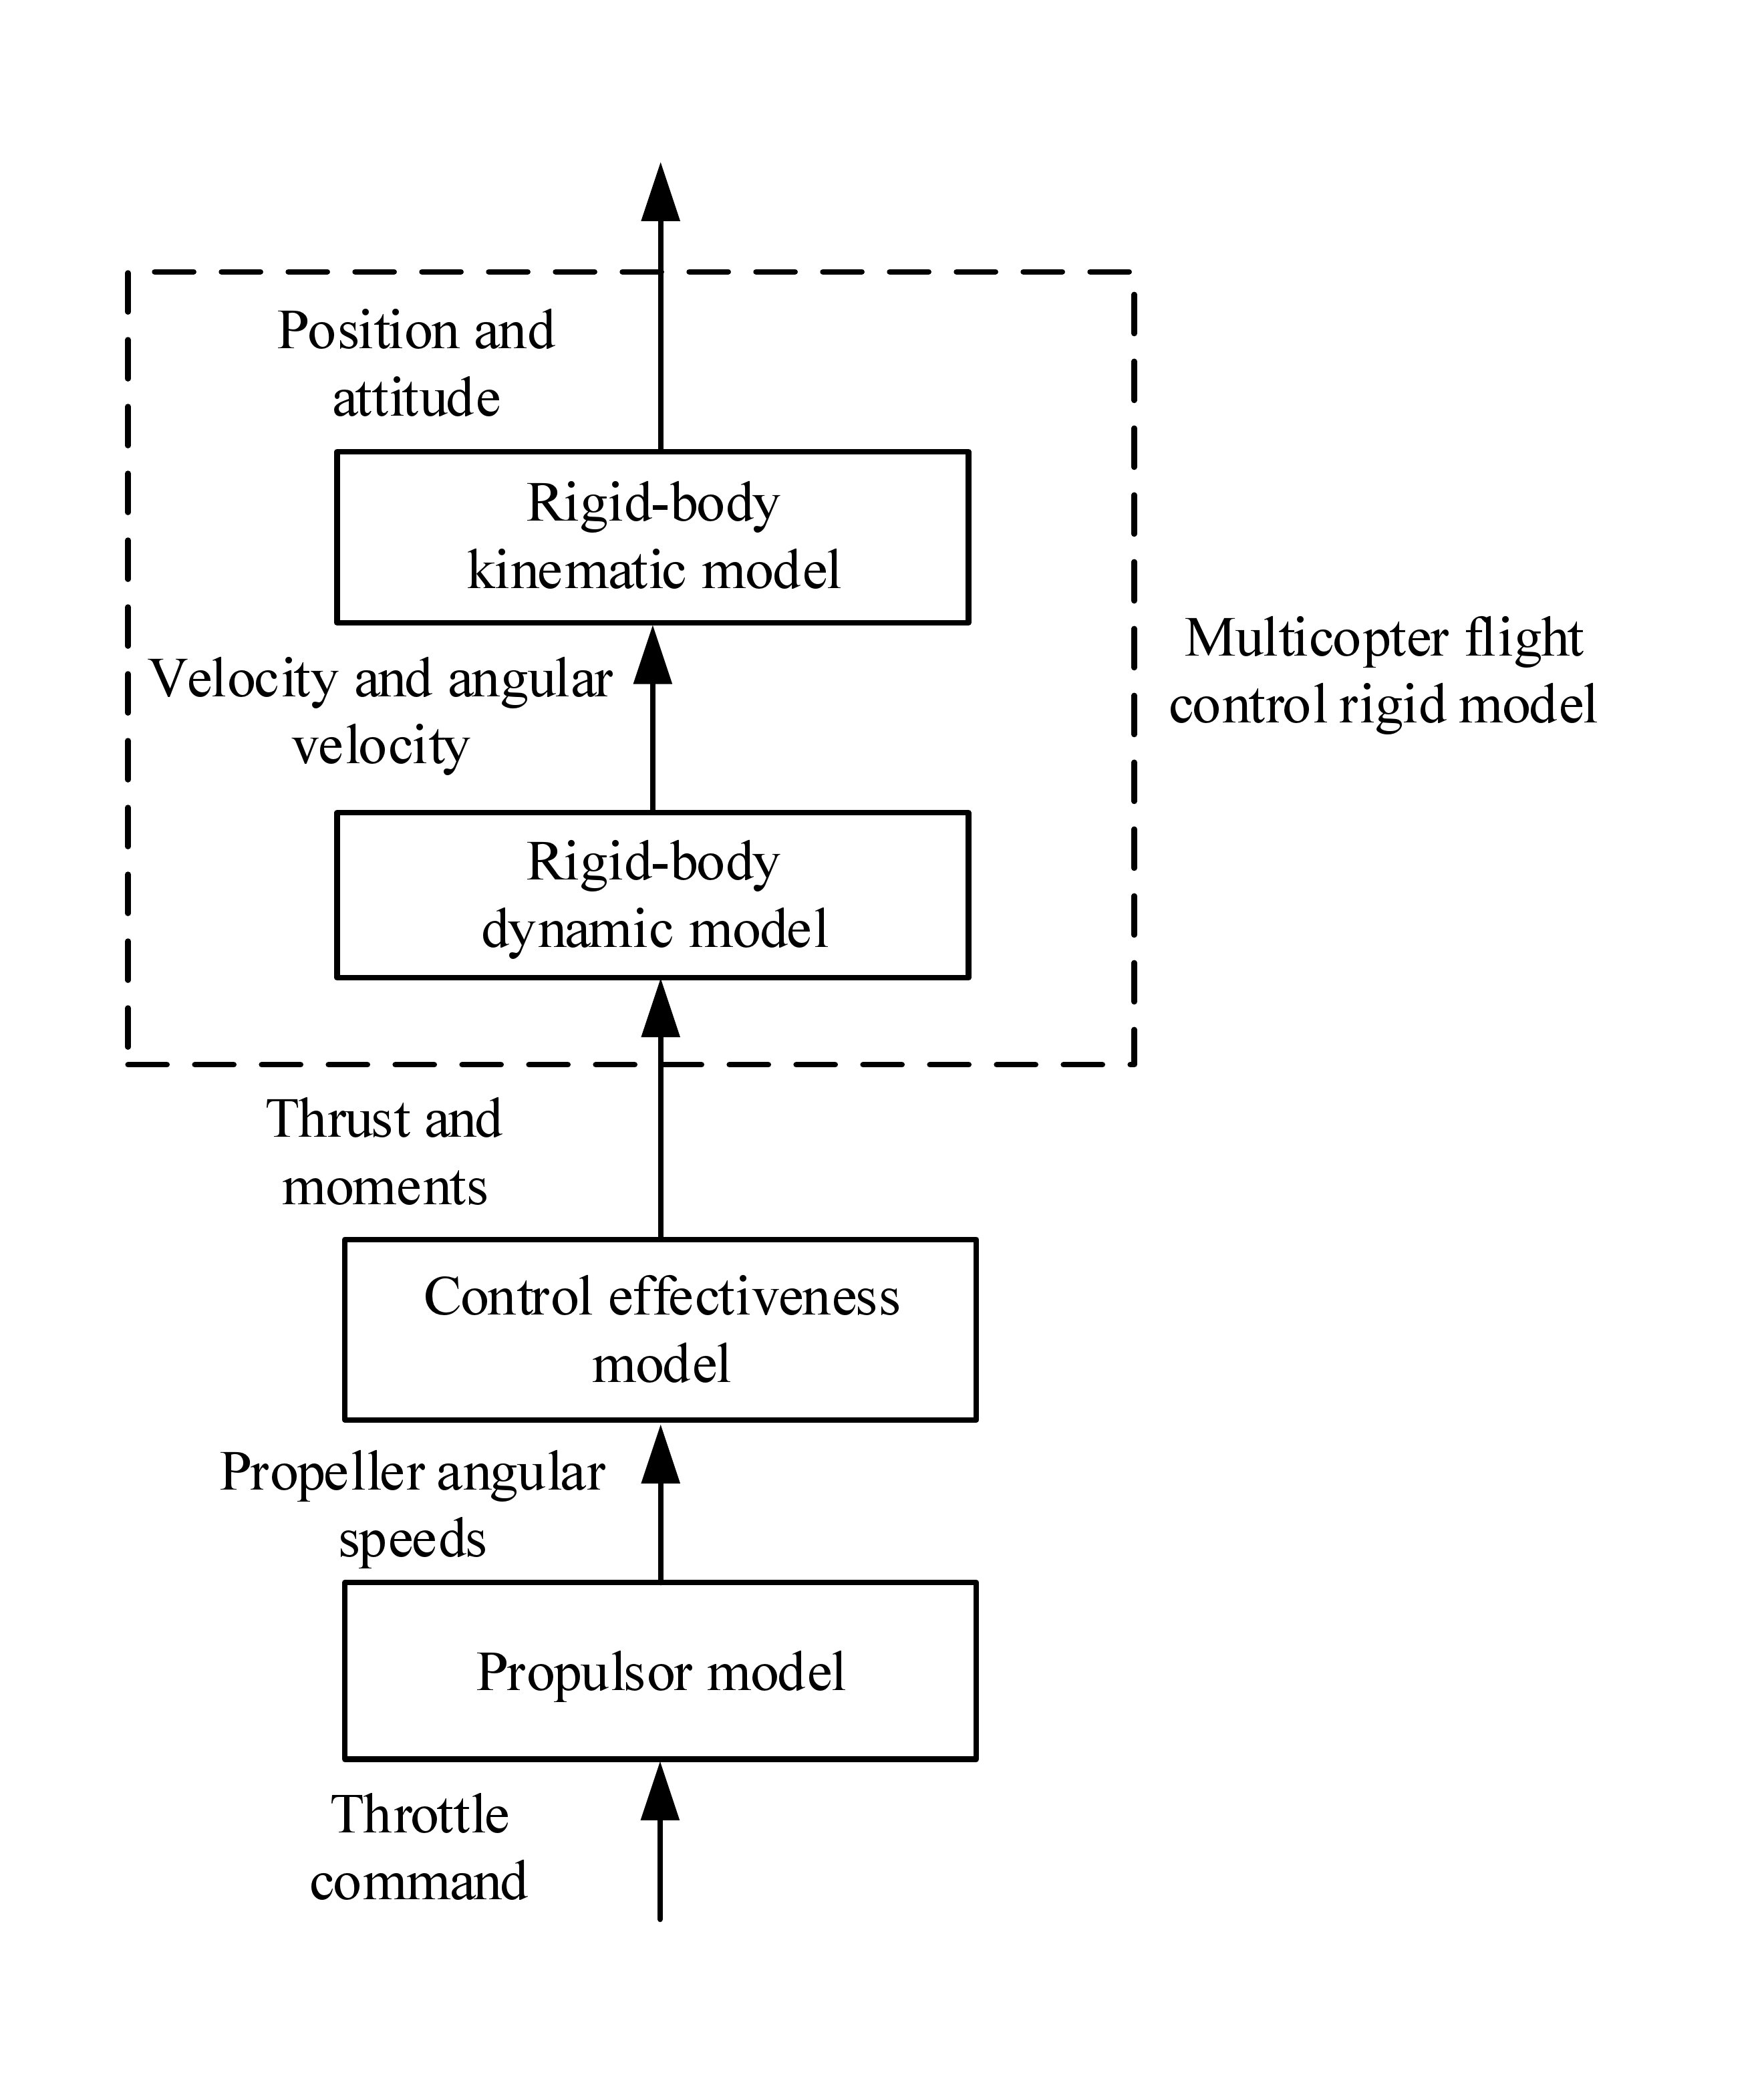 Position and
attitude
Rigid-body
kinematic model
Velocity and angular
velocity
Multicopter flight
control rigid model
Rigid-body
dynamic model
Thrust and
moments
Control effectiveness
model
Propeller angular
speeds
Propulsor model
Throttle
command